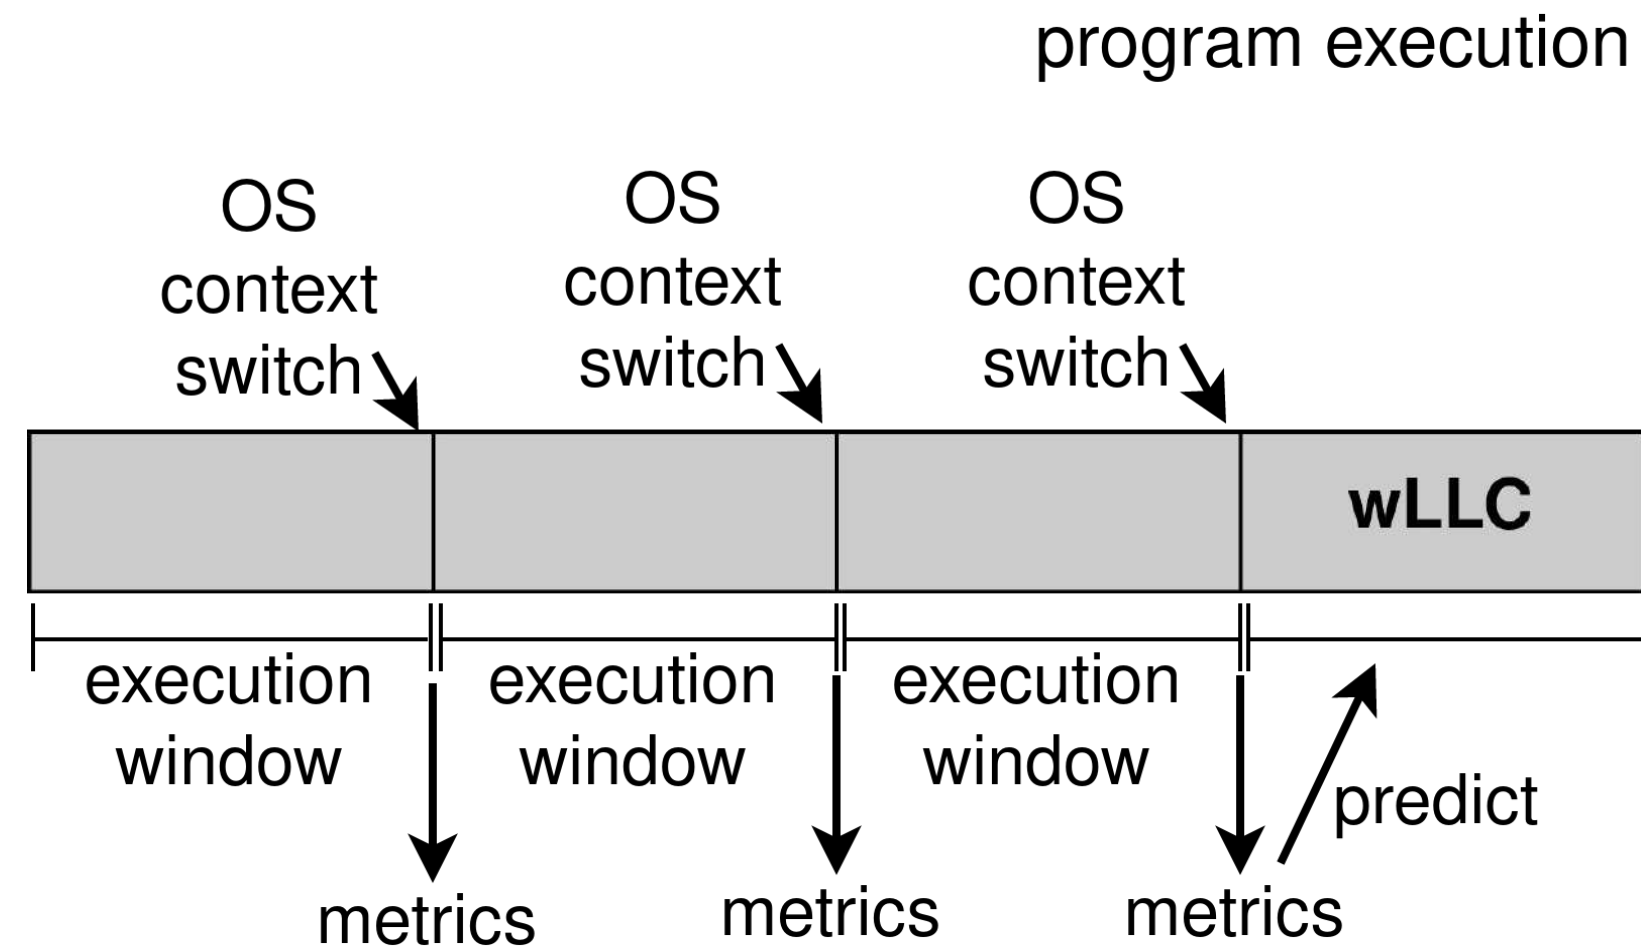 program execution
OS
context
switch
OS
context
switch
OS
context
switch
wLLC
execution
window
execution
window
execution
window
predict
metrics
metrics
metrics